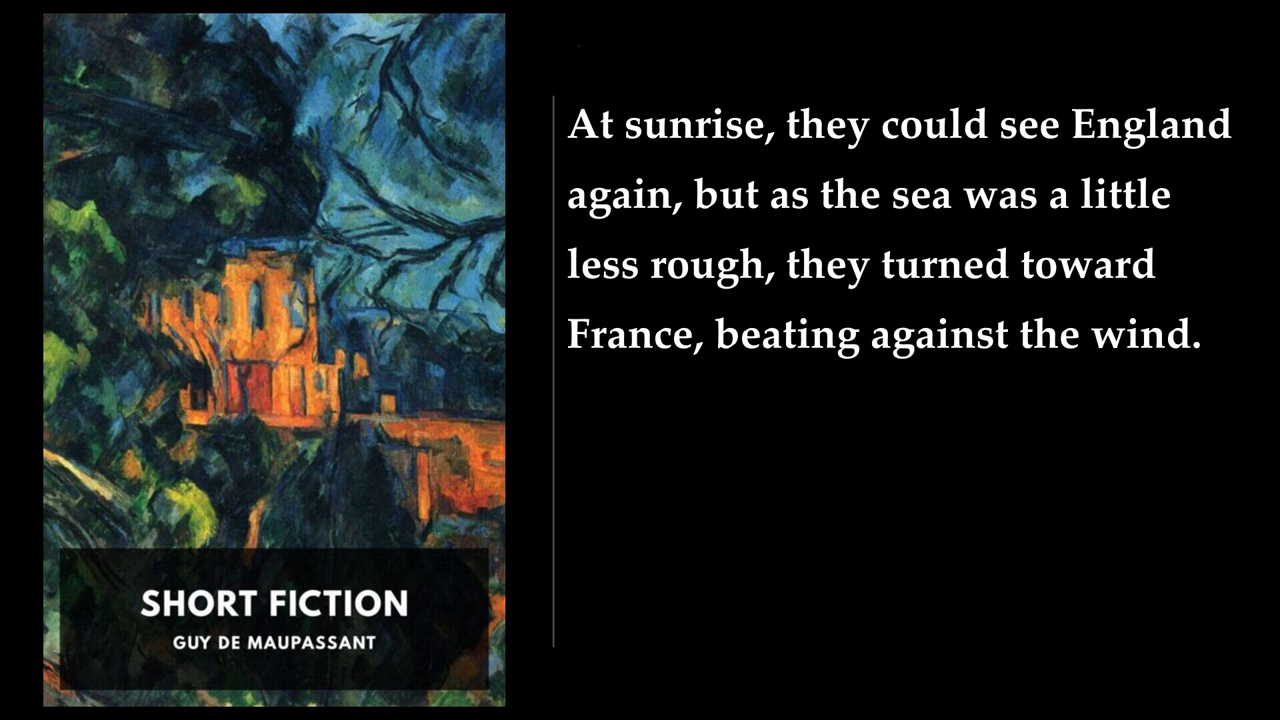 SHORT FICTION
GUY DE MAUPASSANT
At sunrise, they could see England
again, but as the sea was a little
less rough, they turned toward
France, beating against the wind.